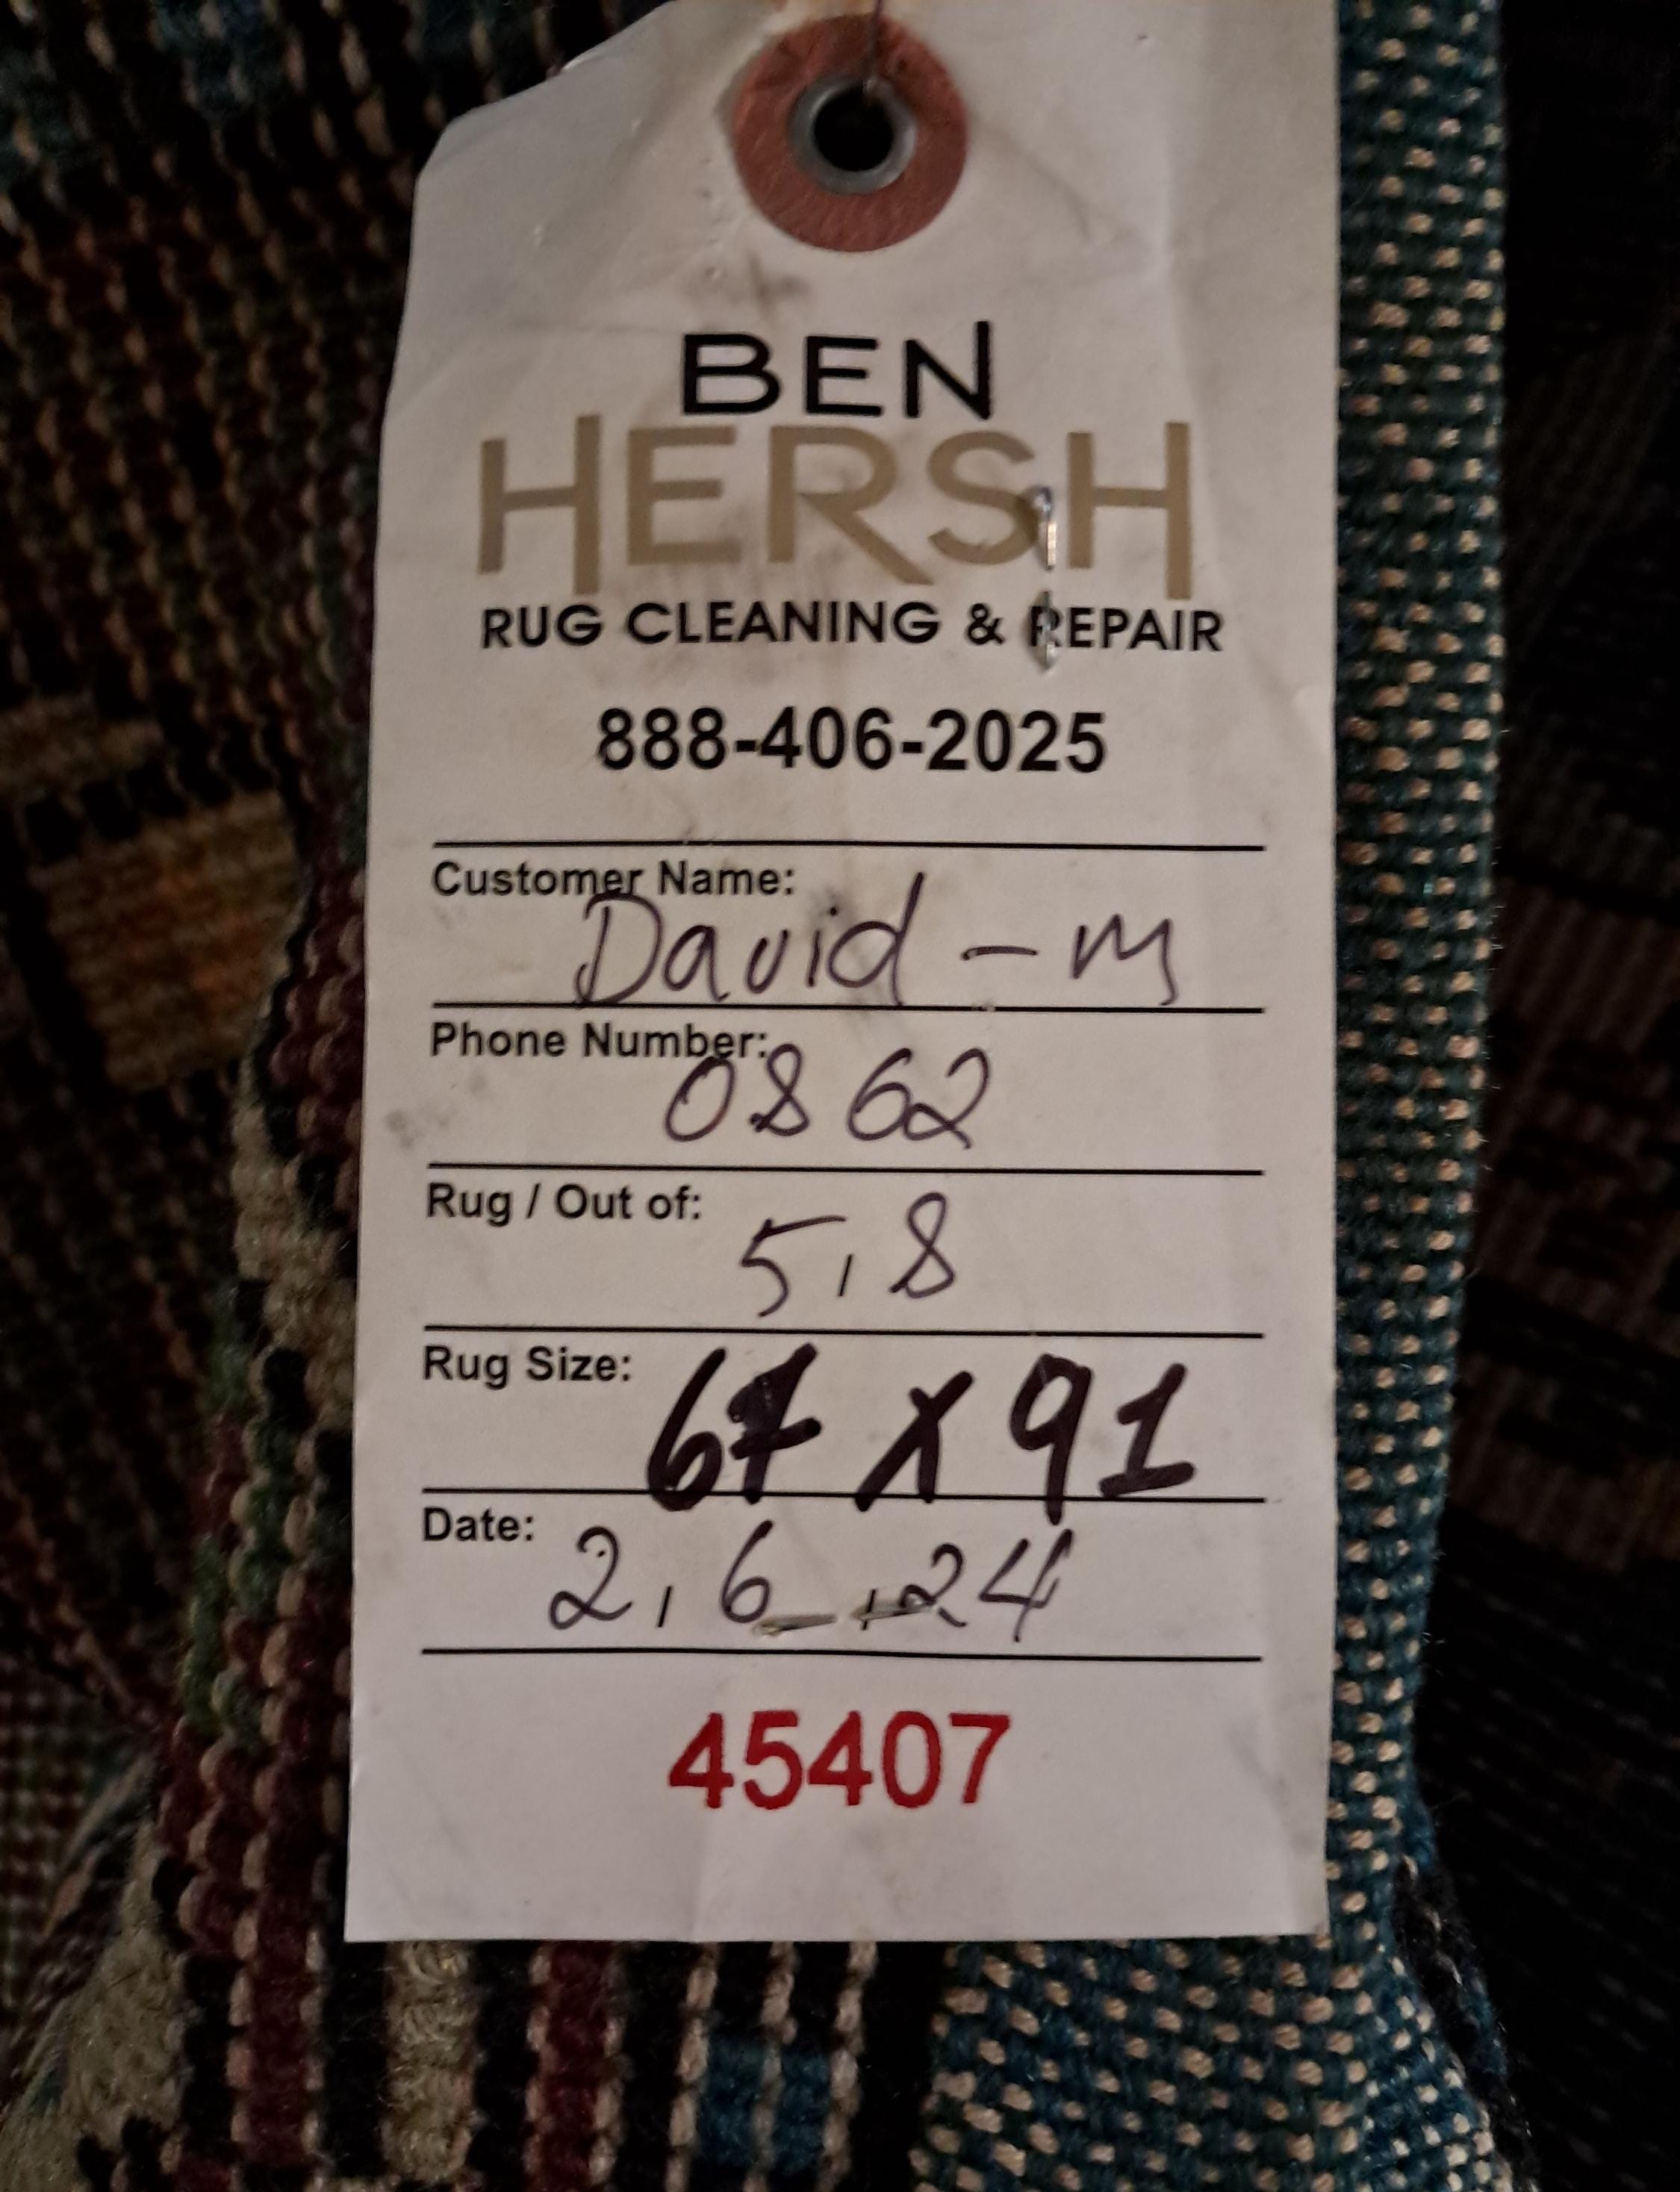 BEN
HERSH
RUG CLEANING & REPAIR
888-406-2025
Customer Name:
David - M
Phone Number:
0862
Rug / Out of:
5 / 8
Rug Size:
67 x 91
Date:
2 / 6 / 24
45407